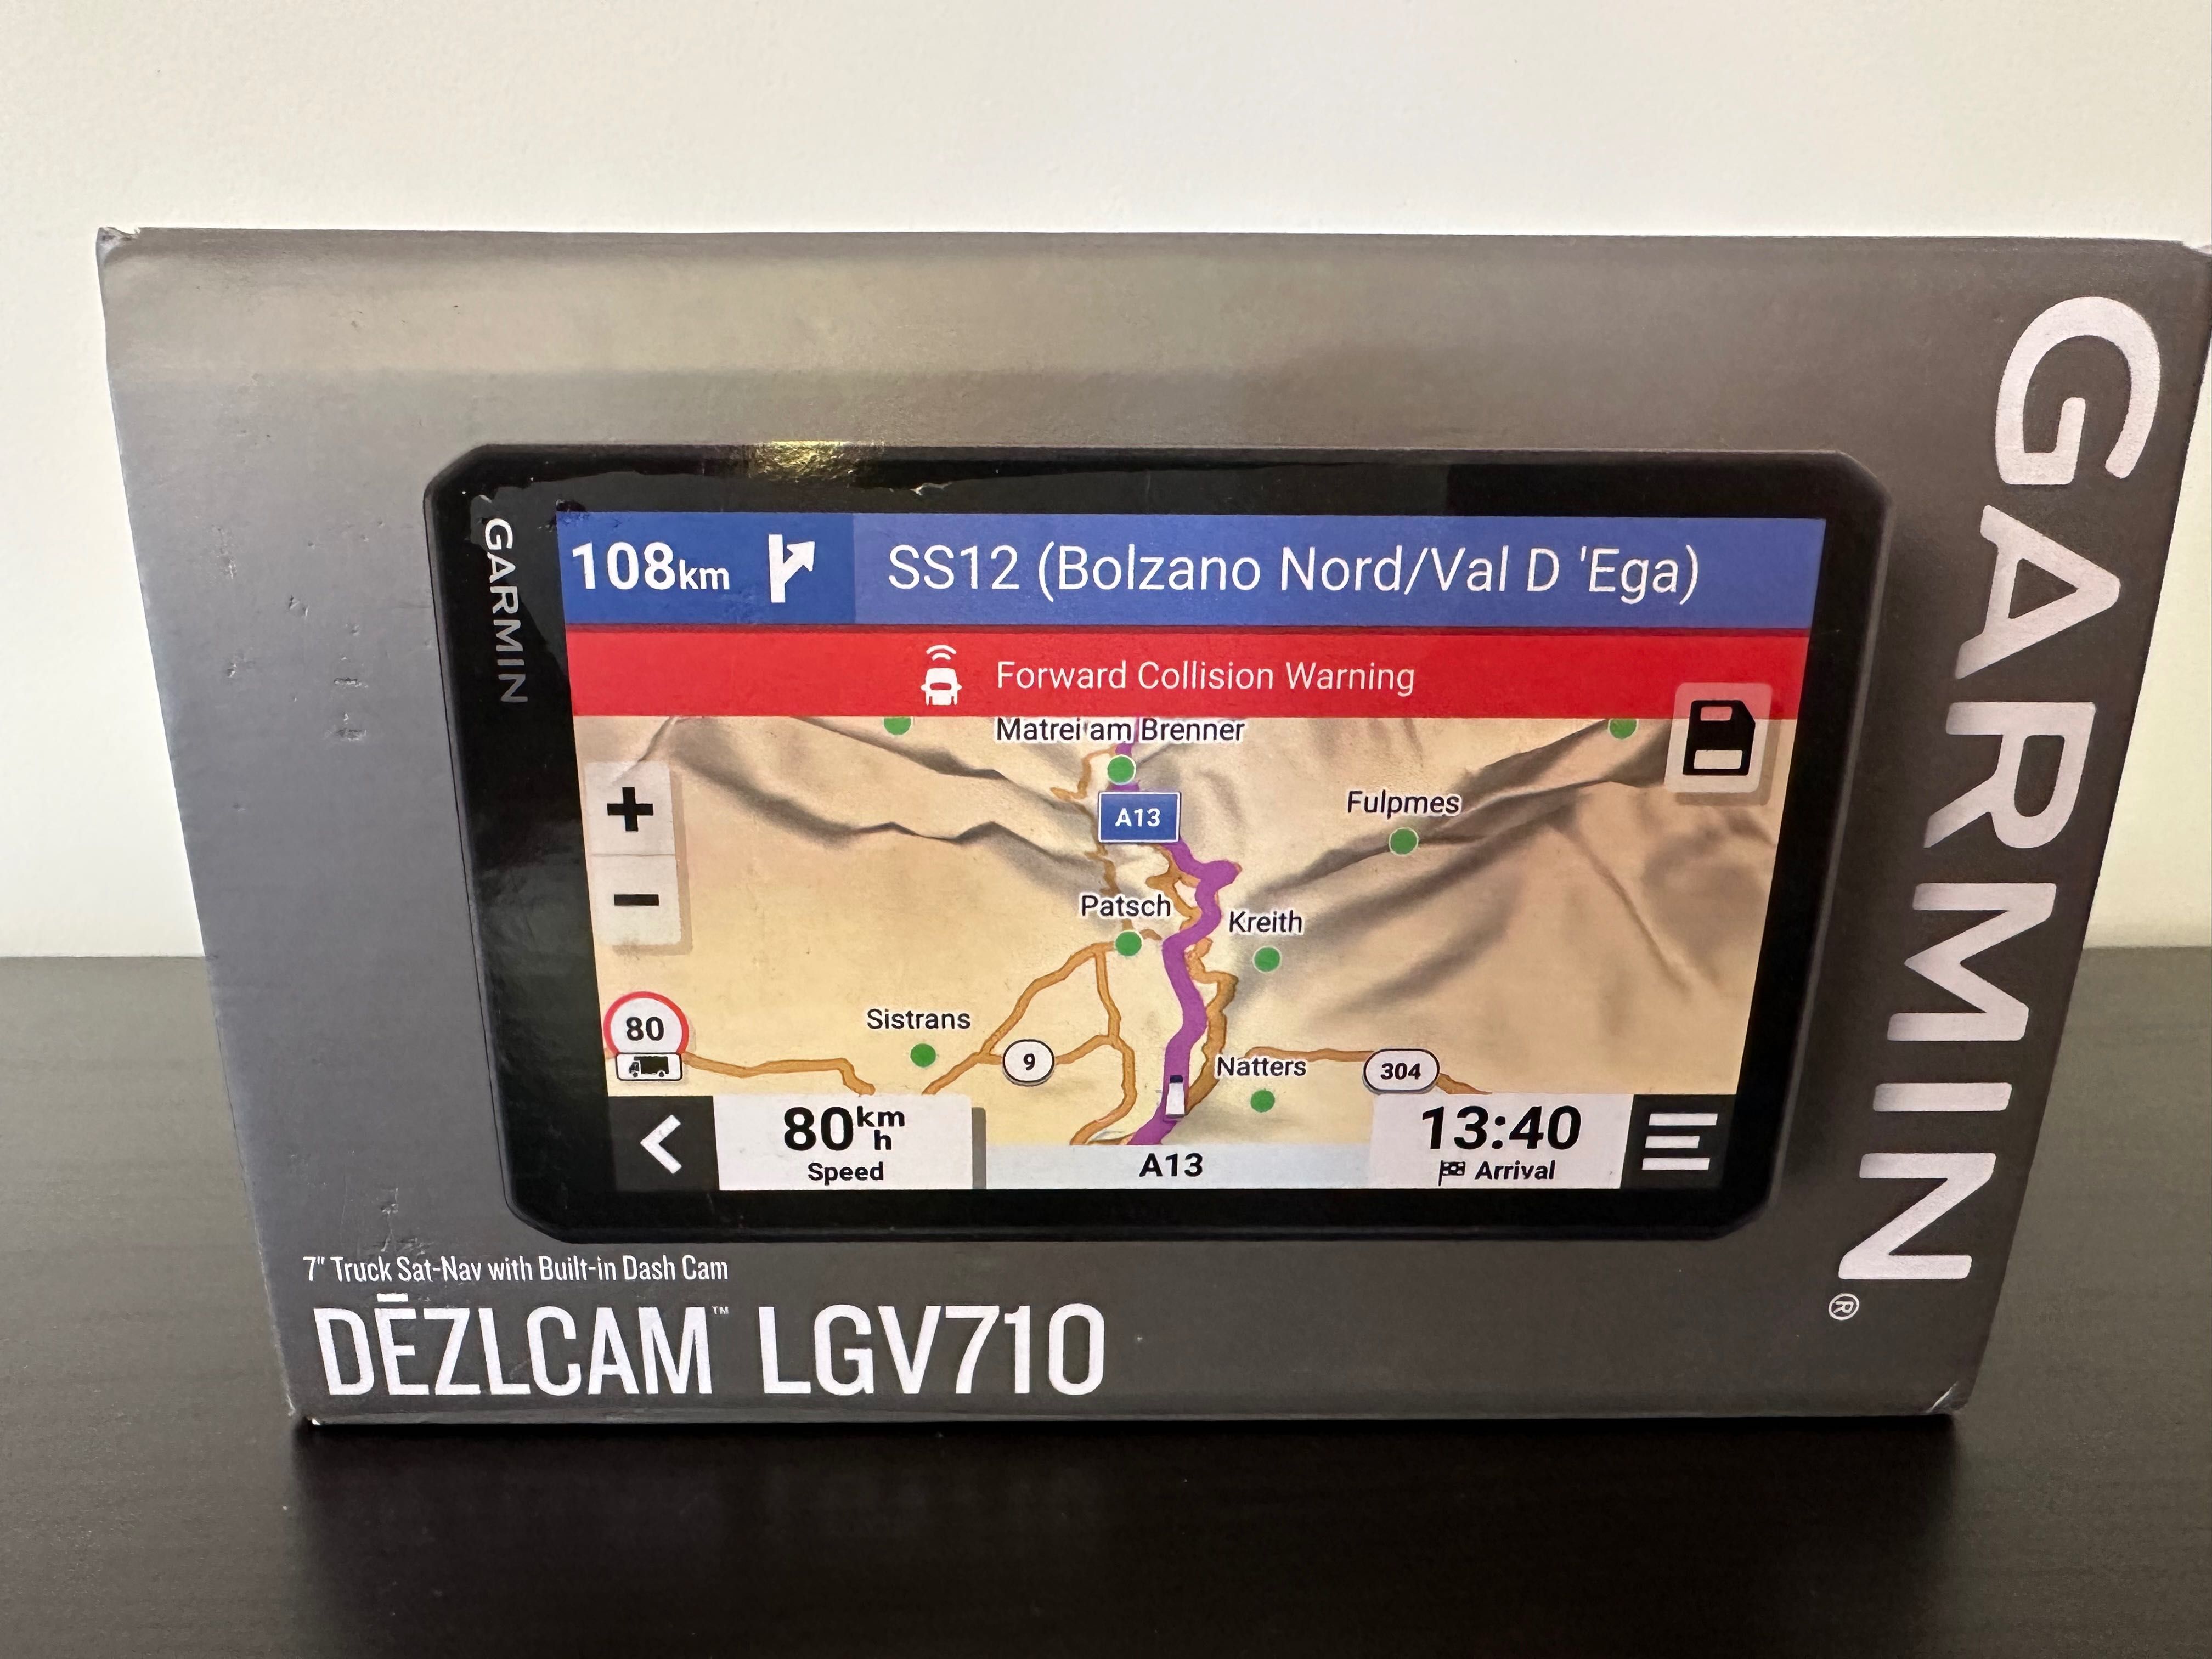 GARMIN
108km
SS12 (Bolzano Nord/Val D 'Ega)
Forward Collision Warning
Matrei am Brenner
A13
Fulpmes
Patsch
Kreith
80
Sistrans
9
Natters
304
80 km
h
Speed
A13
13:40
Arrival
GARMIN®
7" Truck Sat-Nav with Built-in Dash Cam
DĒZLCAM™ LGV710